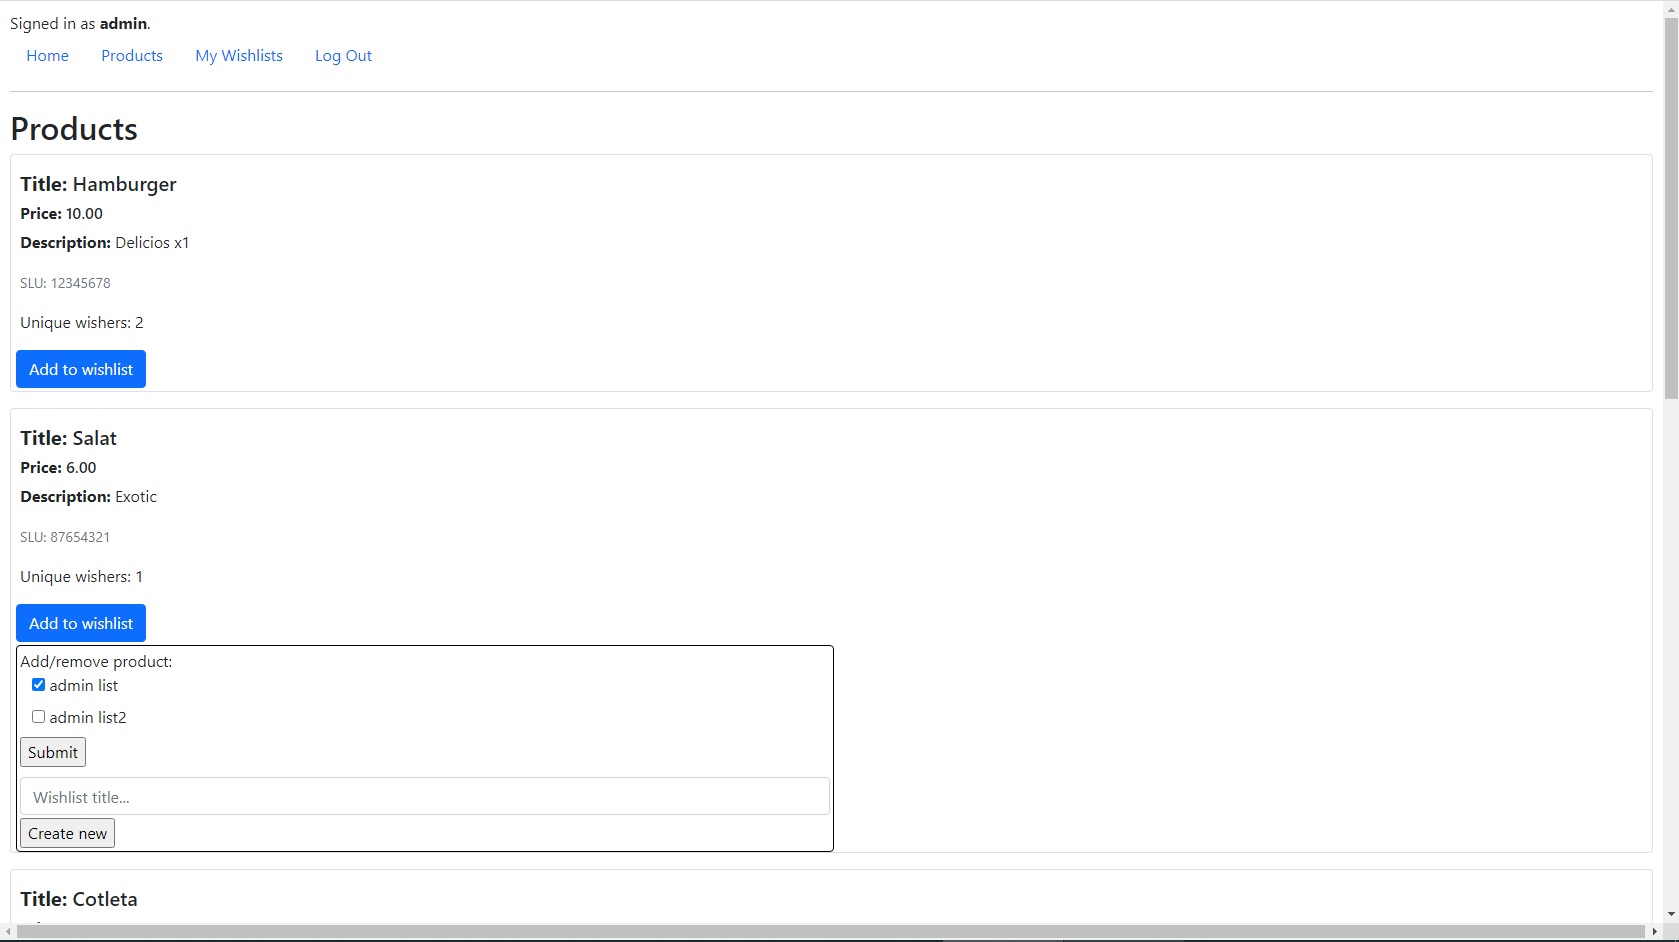 Signed in as admin.
Home Products My Wishlists Log Out
Products
Title: Hamburger
Price: 10.00
Description: Delicios x1
SLU: 12345678
Unique wishers: 2
Add to wishlist
Title: Salat
Price: 6.00
Description: Exotic
SLU: 87654321
Unique wishers: 1
Add to wishlist
Add/remove product:
admin list
admin list2
Submit
Wishlist title...
Create new
Title: Cotleta